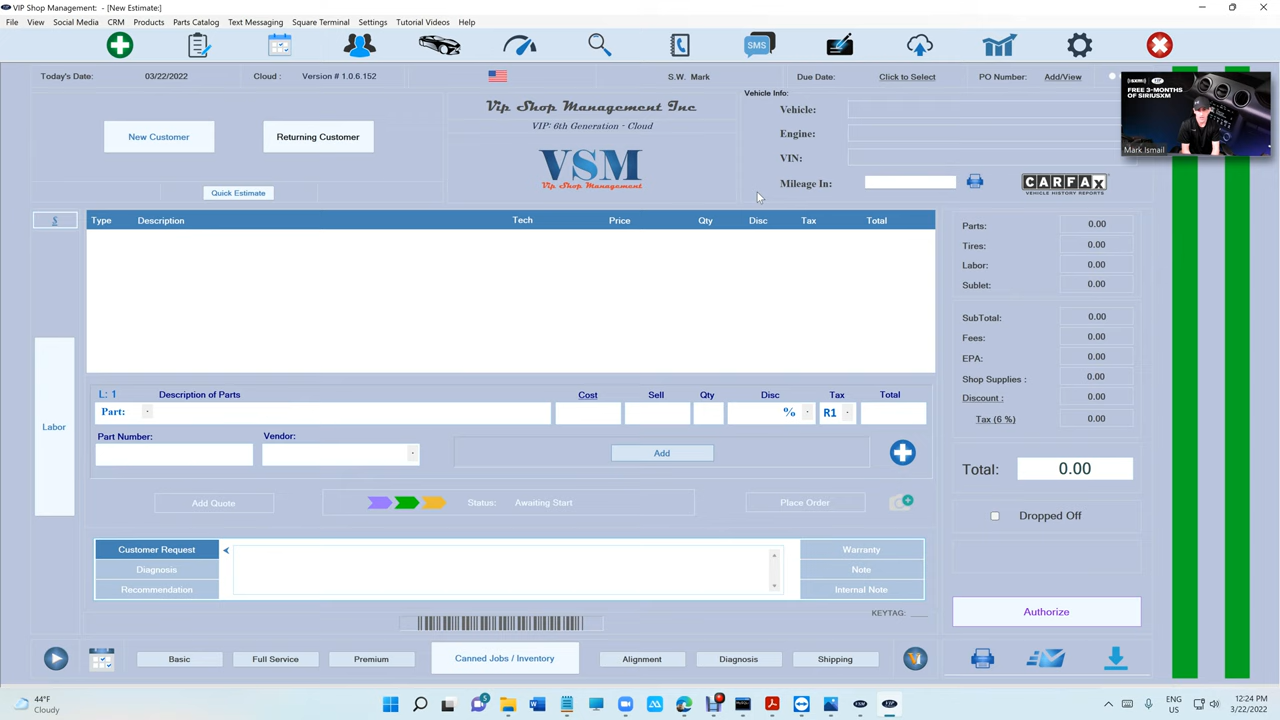 VIP Shop Management: - [New Estimate:]
File View Social Media CRM Products Parts Catalog Text Messaging Square Terminal Settings Tutorial Videos Help
SMS
Today's Date: 03/22/2022 Cloud : Version # 1.0.6.152 S.W. Mark Due Date: Click to Select PO Number: Add/View
FREE 3-MONTHS
OF SIRIUSXM
Mark Ismail
New Customer Returning Customer
Quick Estimate
Vip Shop Management Inc
VIP: 6th Generation - Cloud
VSM
Vip Shop Management
Vehicle Info:
Vehicle:
Engine:
VIN:
Mileage In:
CARFAX
VEHICLE HISTORY REPORTS
S Type Description Tech Price Qty Disc Tax Total
Labor
Parts: 0.00
Tires: 0.00
Labor: 0.00
Sublet: 0.00
SubTotal: 0.00
Fees: 0.00
EPA: 0.00
Shop Supplies : 0.00
Discount : 0.00
Tax (6 %) 0.00
Total: 0.00
Dropped Off
Authorize
L: 1 Description of Parts Cost Sell Qty Disc Tax Total
Part: % R1
Part Number: Vendor:
Add
Add Quote Status: Awaiting Start Place Order
Customer Request
Diagnosis
Recommendation
Warranty
Note
Internal Note
KEYTAG: ___
Basic Full Service Premium Canned Jobs / Inventory Alignment Diagnosis Shipping
44°F
Cloudy
5
ENG
US
12:24 PM
3/22/2022